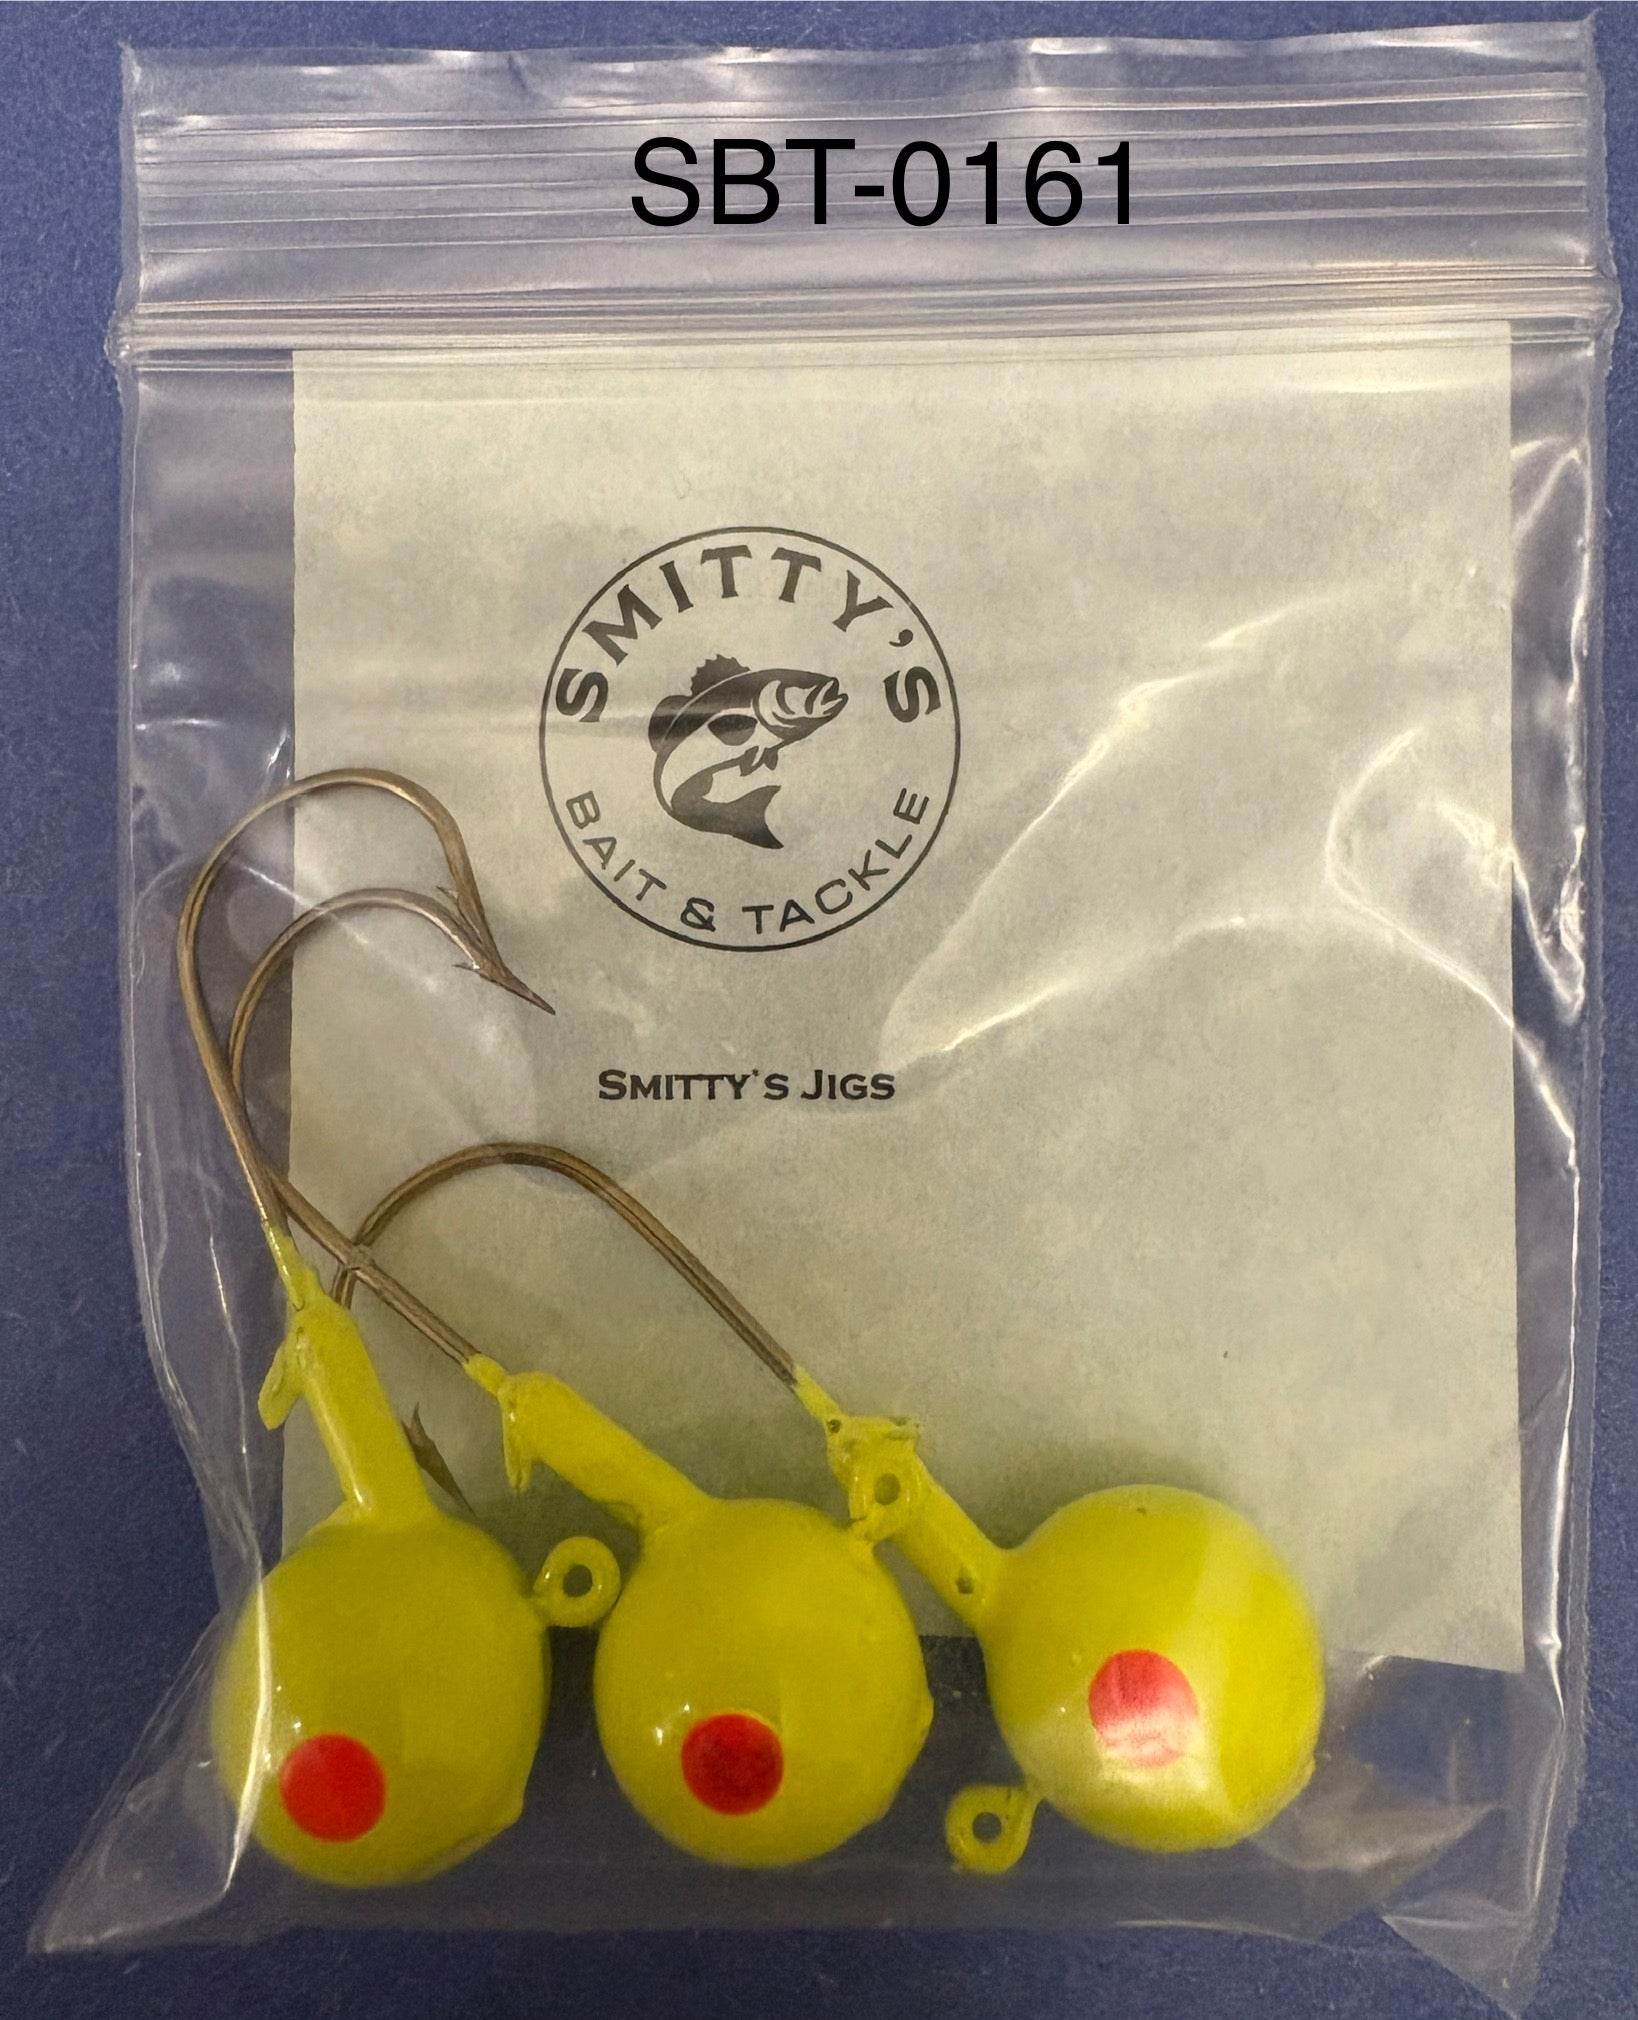 SBT-0161
SMITTY'S
BAIT & TACKLE
SMITTY'S JIGS